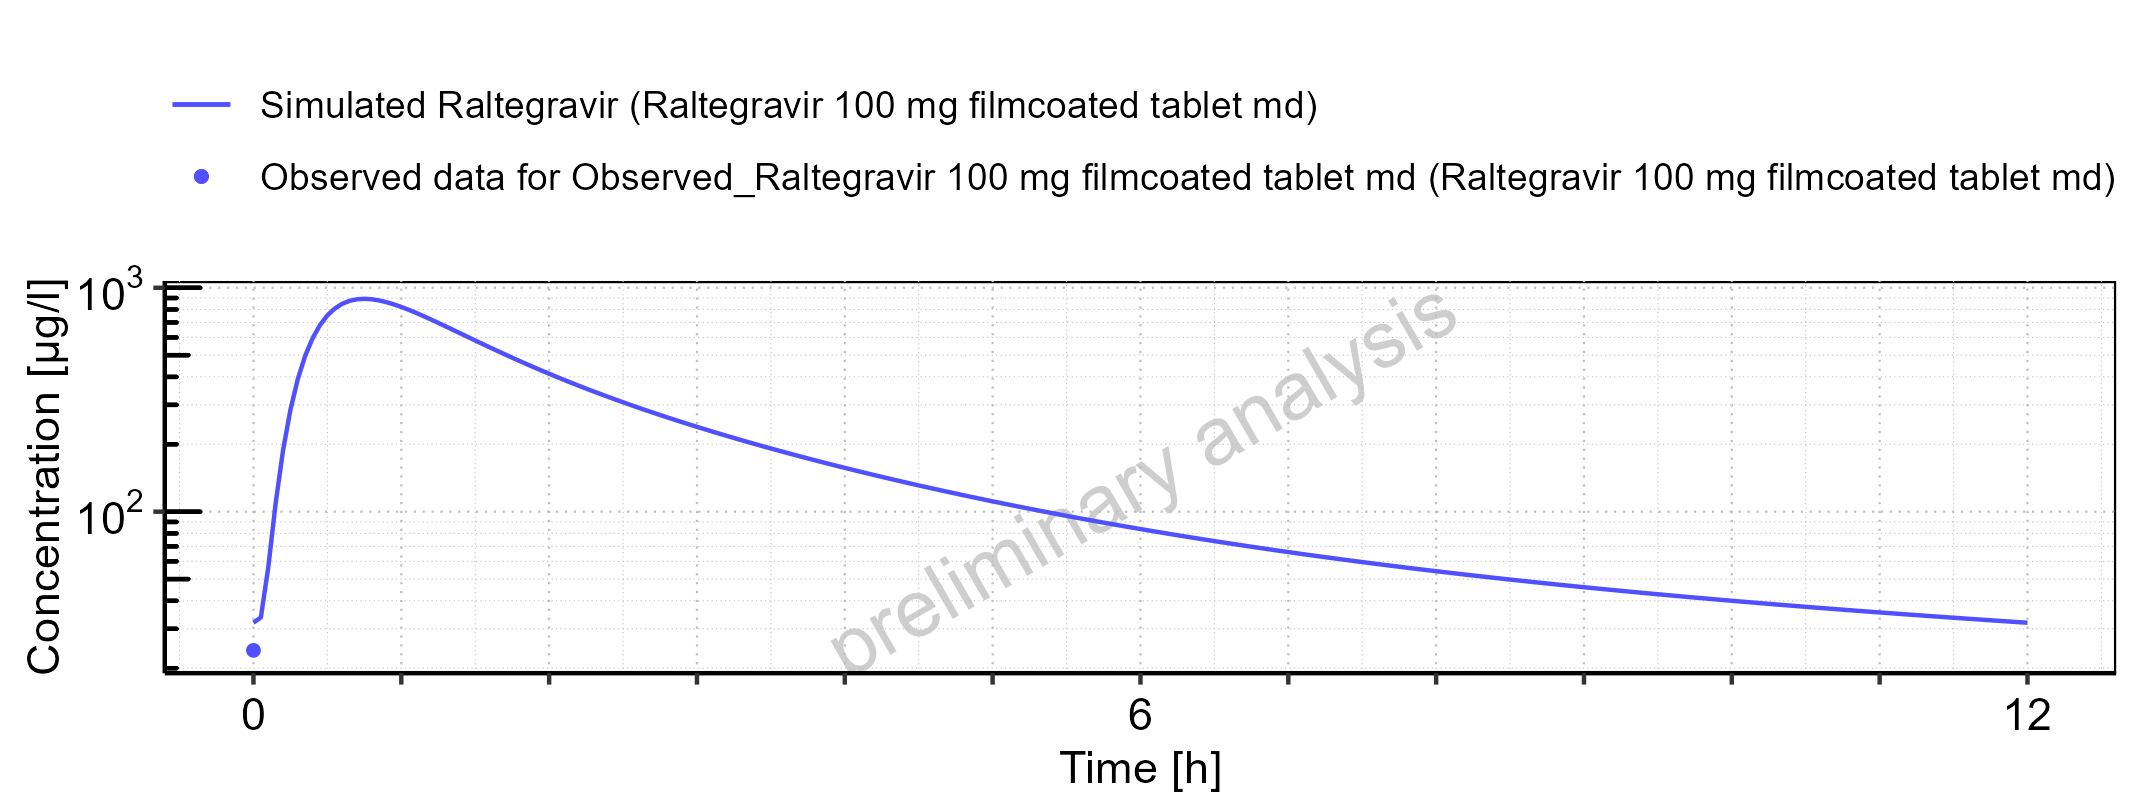 Simulated Raltegravir (Raltegravir 100 mg filmcoated tablet md)
Observed data for Observed_Raltegravir 100 mg filmcoated tablet md (Raltegravir 100 mg filmcoated tablet md)
Concentration [µg/l]
10³
10²
preliminary analysis
0 6 12
Time [h]